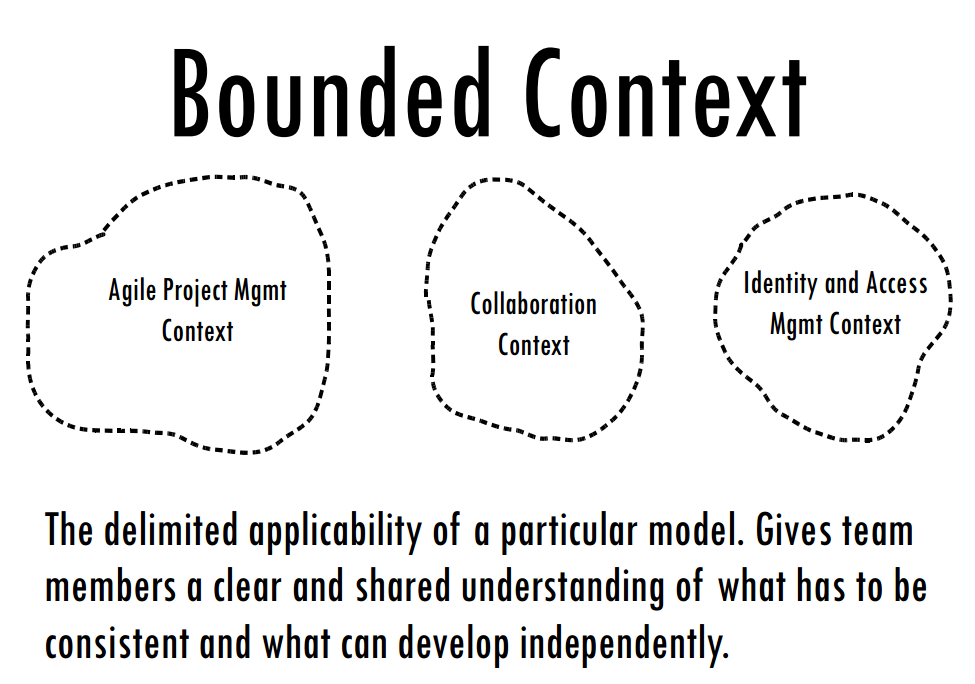 Bounded Context
Agile Project Mgmt
Context
Collaboration
Context
Identity and Access
Mgmt Context
The delimited applicability of a particular model. Gives team
members a clear and shared understanding of what has to be
consistent and what can develop independently.